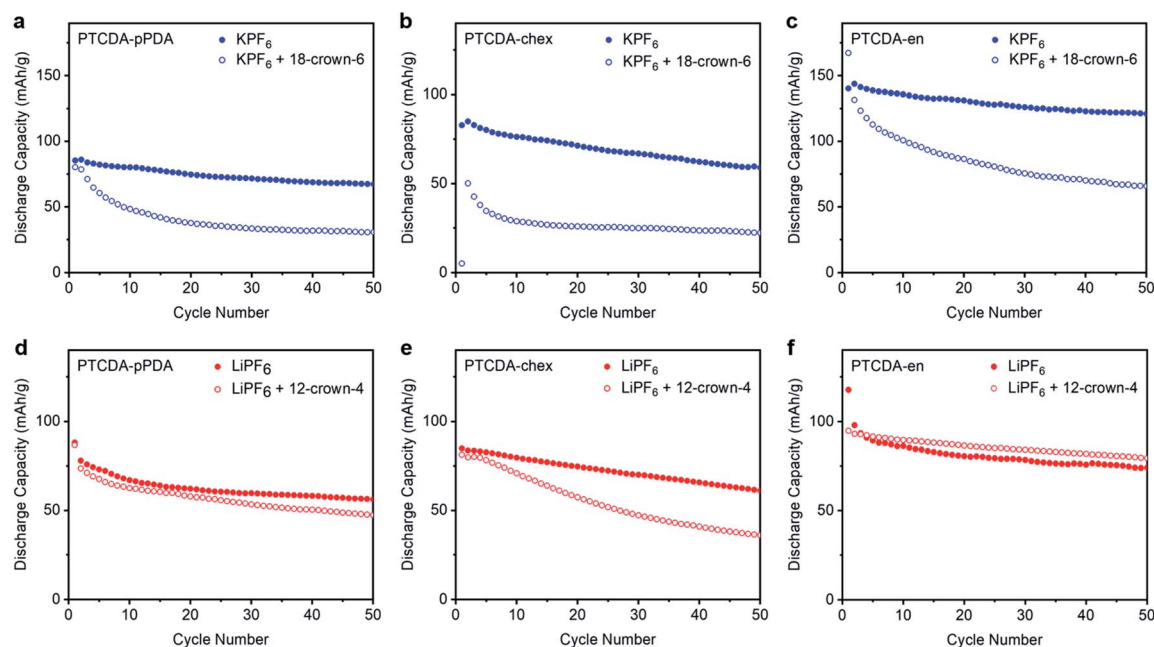 a
PTCDA-pPDA
KPF₆
KPF₆ + 18-crown-6
Discharge Capacity (mAh/g)
150
100
50
0
0 10 20 30 40 50
Cycle Number
b
PTCDA-chex
KPF₆
KPF₆ + 18-crown-6
Discharge Capacity (mAh/g)
100
50
0
0 10 20 30 40 50
Cycle Number
c
PTCDA-en
KPF₆
KPF₆ + 18-crown-6
Discharge Capacity (mAh/g)
150
100
50
0
0 10 20 30 40 50
Cycle Number
d
PTCDA-pPDA
LiPF₆
LiPF₆ + 12-crown-4
Discharge Capacity (mAh/g)
100
50
0
0 10 20 30 40 50
Cycle Number
e
PTCDA-chex
LiPF₆
LiPF₆ + 12-crown-4
Discharge Capacity (mAh/g)
100
50
0
0 10 20 30 40 50
Cycle Number
f
PTCDA-en
LiPF₆
LiPF₆ + 12-crown-4
Discharge Capacity (mAh/g)
100
50
0
0 10 20 30 40 50
Cycle Number